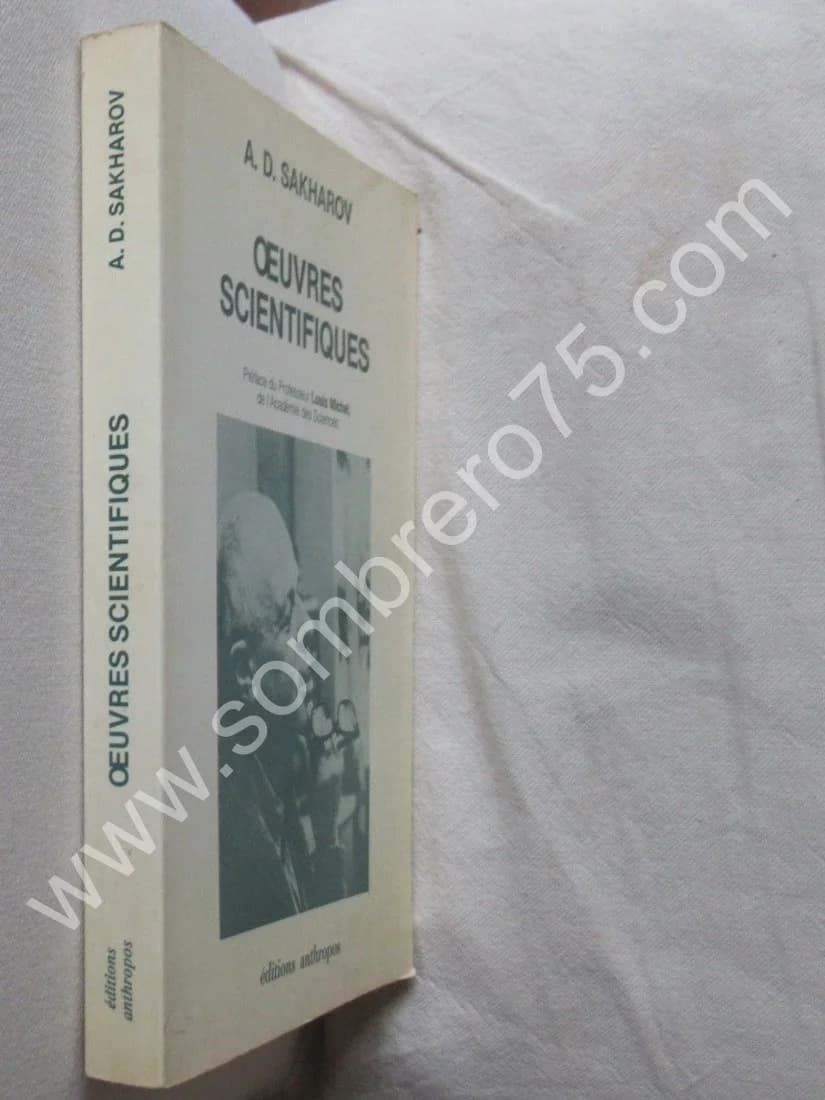 A. D. SAKHAROV
ŒUVRES SCIENTIFIQUES
éditions
anthropos
A. D. SAKHAROV
ŒUVRES
SCIENTIFIQUES
Préface du Professeur Louis Michel,
de l'Académie des Sciences
éditions anthropos
www.sombrero75.com